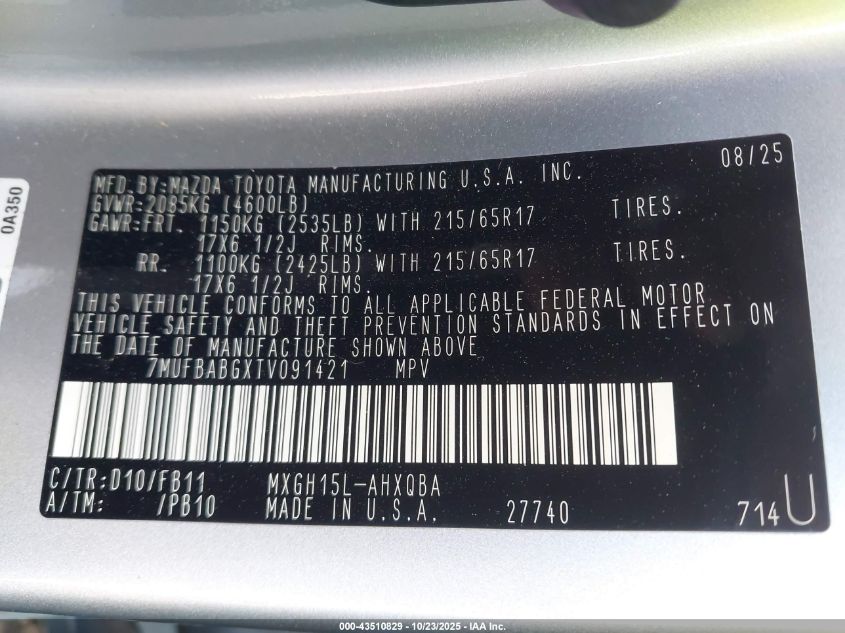 0A350
08/25
MFD.BY:MAZDA TOYOTA MANUFACTURING U.S.A. INC.
GVWR:2085KG (4600LB)
GAWR:FRT. 1150KG (2535LB) WITH 215/65R17 TIRES.
17X6 1/2J RIMS.
RR. 1100KG (2425LB) WITH 215/65R17 TIRES.
17X6 1/2J RIMS.
THIS VEHICLE CONFORMS TO ALL APPLICABLE FEDERAL MOTOR
VEHICLE SAFETY AND THEFT PREVENTION STANDARDS IN EFFECT ON
THE DATE OF MANUFACTURE SHOWN ABOVE
7MUFBABGXTV091421 MPV
C/TR:D10/FB11 MXGH15L-AHXQBA
A/TM: /PB10 MADE IN U.S.A. 27740 714U
000-43510829 - 10/23/2025 - IAA Inc.